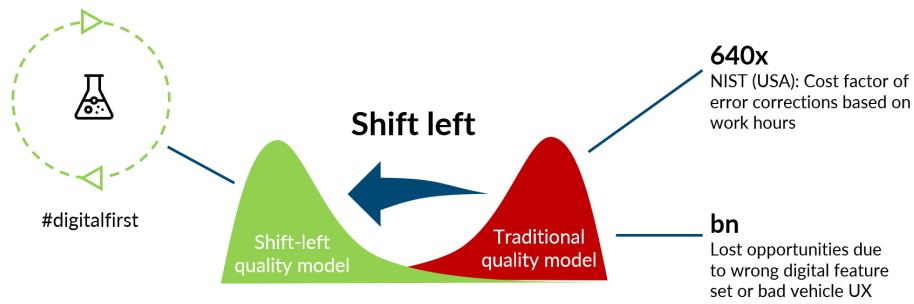 640x
NIST (USA): Cost factor of
error corrections based on
work hours
Shift left
#digitalfirst
Shift-left
quality model
Traditional
quality model
bn
Lost opportunities due
to wrong digital feature
set or bad vehicle UX